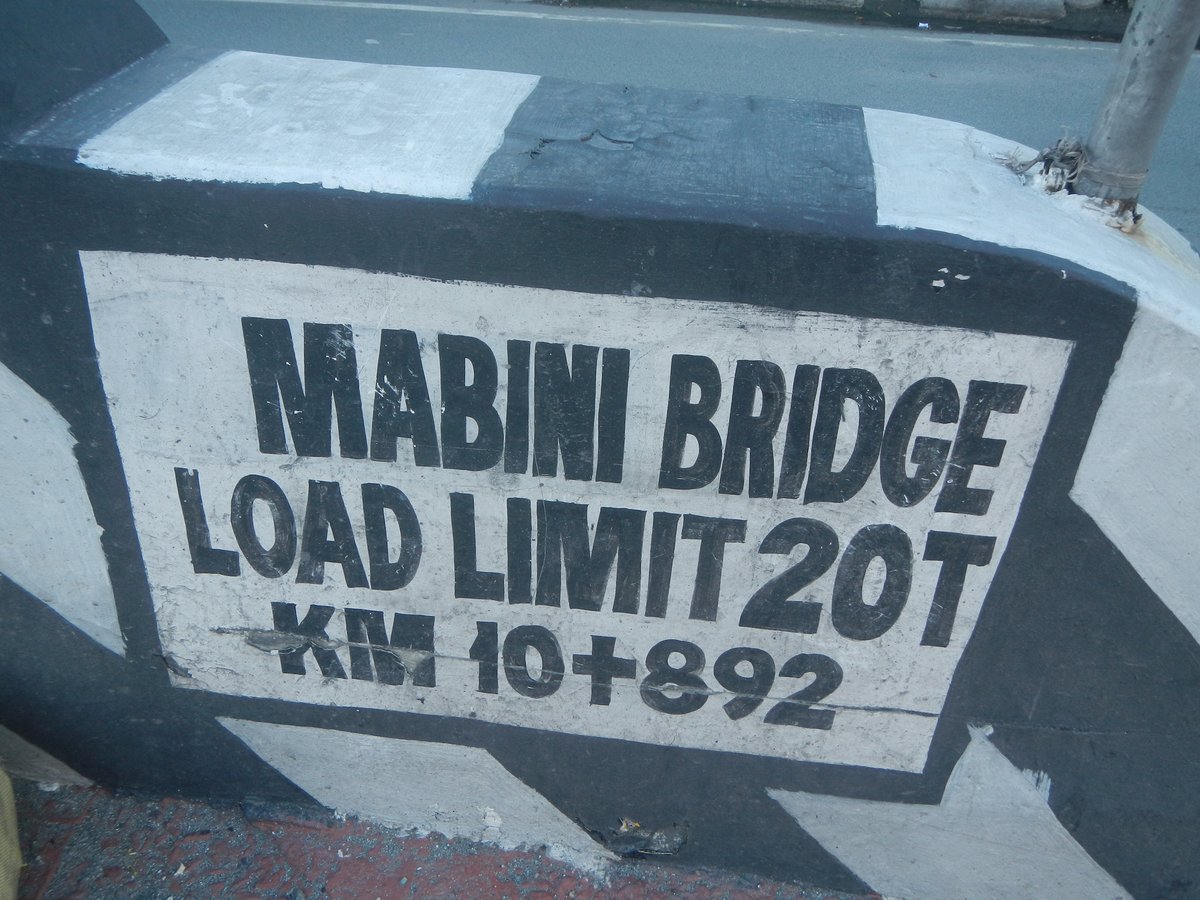 MABINI BRIDGE
LOAD LIMIT 20T
KM 10+892